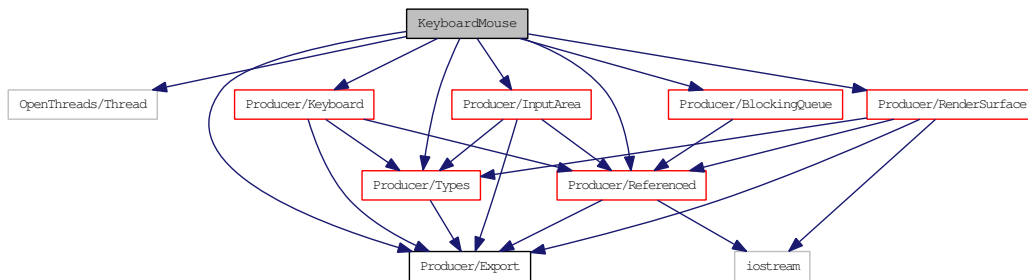 KeyboardMouse
OpenThreads/Thread
Producer/Keyboard
Producer/InputArea
Producer/BlockingQueue
Producer/RenderSurface
Producer/Types
Producer/Referenced
Producer/Export
iostream